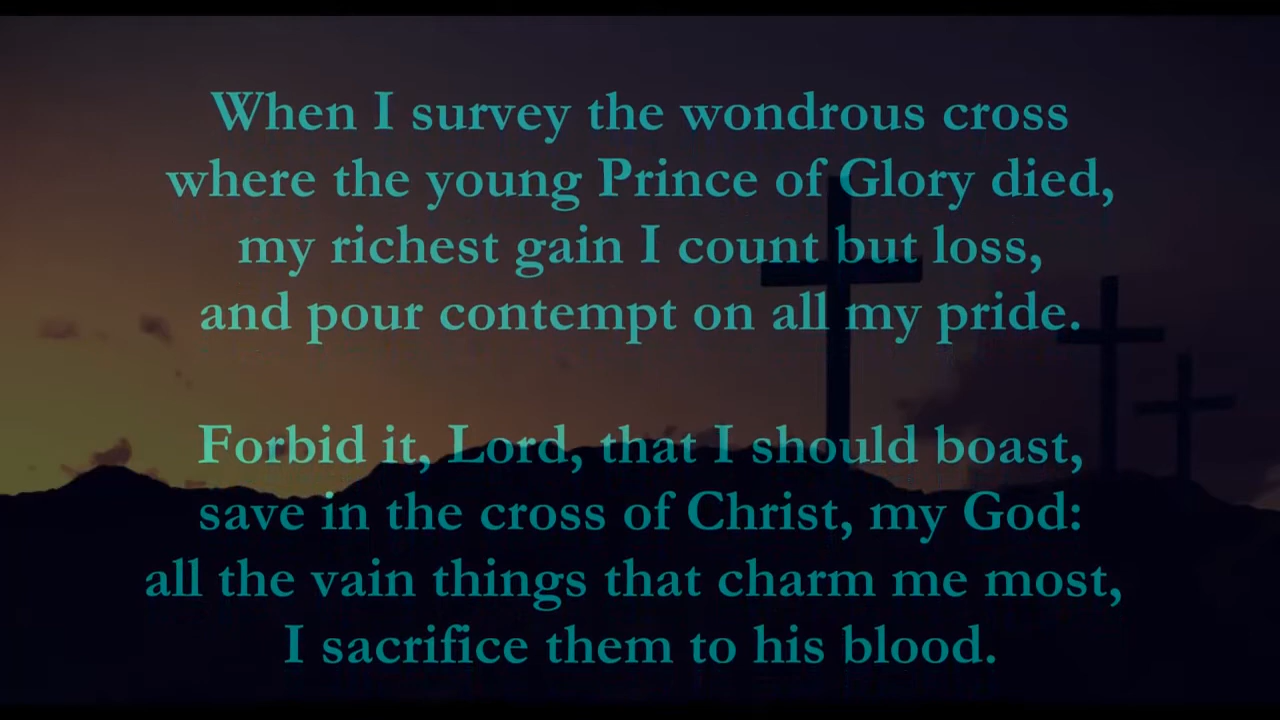 When I survey the wondrous cross
where the young Prince of Glory died,
my richest gain I count but loss,
and pour contempt on all my pride.
Forbid it, Lord, that I should boast,
save in the cross of Christ, my God:
all the vain things that charm me most,
I sacrifice them to his blood.